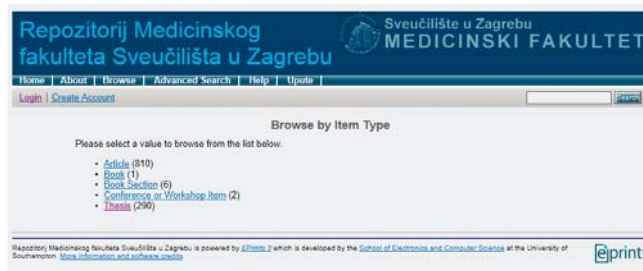 Repozitorij Medicinskog
fakulteta Sveučilišta u Zagrebu
Sveučilište u Zagrebu
MEDICINSKI FAKULTET
Home | About | Browse | Advanced Search | Help | Upute |
Login | Create Account
Browse by Item Type
Please select a value to browse from the list below.
• Article (810)
• Book (1)
• Book Section (6)
• Conference or Workshop Item (2)
• Thesis (290)
Repozitorij Medicinskog fakulteta Sveučilišta u Zagrebu is powered by EPrints 3 which is developed by the School of Electronics and Computer Science at the University of
Southampton. More information and software credits.
eprints